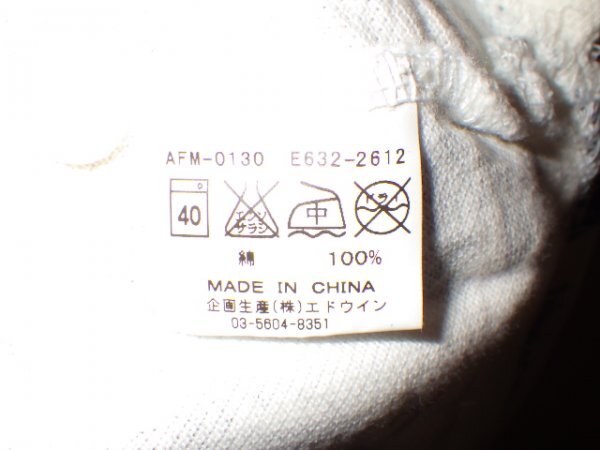 AFM-0130 E632-2612
40 エンソサラシ 中 ドライ
綿 100%
MADE IN CHINA
企画生産(株)エドウイン
03-5604-8351